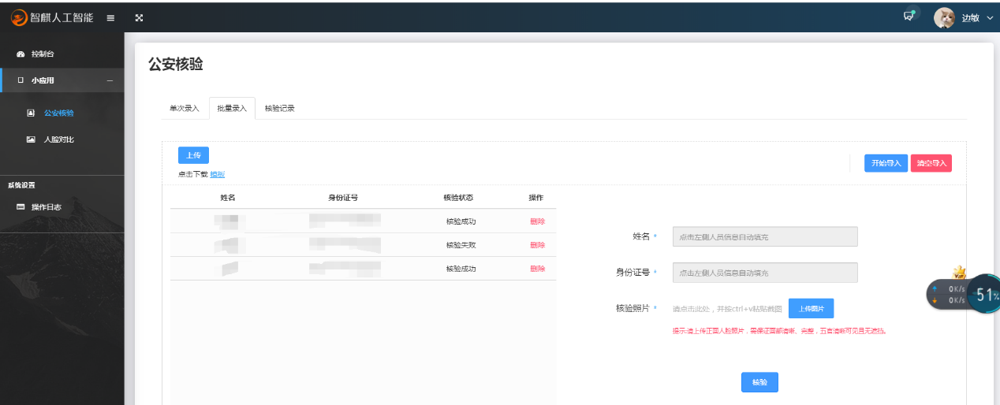 智麒人工智能
边敏
控制台
小应用
公安核验
人脸对比
系统设置
操作日志
公安核验
单次录入 批量录入 核验记录
上传
点击下载 模板
开始导入 清空导入
姓名 身份证号 核验状态 操作
核验成功 删除
核验失败 删除
核验成功 删除
姓名 * 点击左侧人员信息自动填充
身份证号 * 点击左侧人员信息自动填充
核验照片 * 请点击此处，并按ctrl+v粘贴截图 上传图片
提示:请上传正面人脸照片，需保证面部清晰、完整，五官清晰可见且无遮挡。
核验
0K/s
0K/s
51%